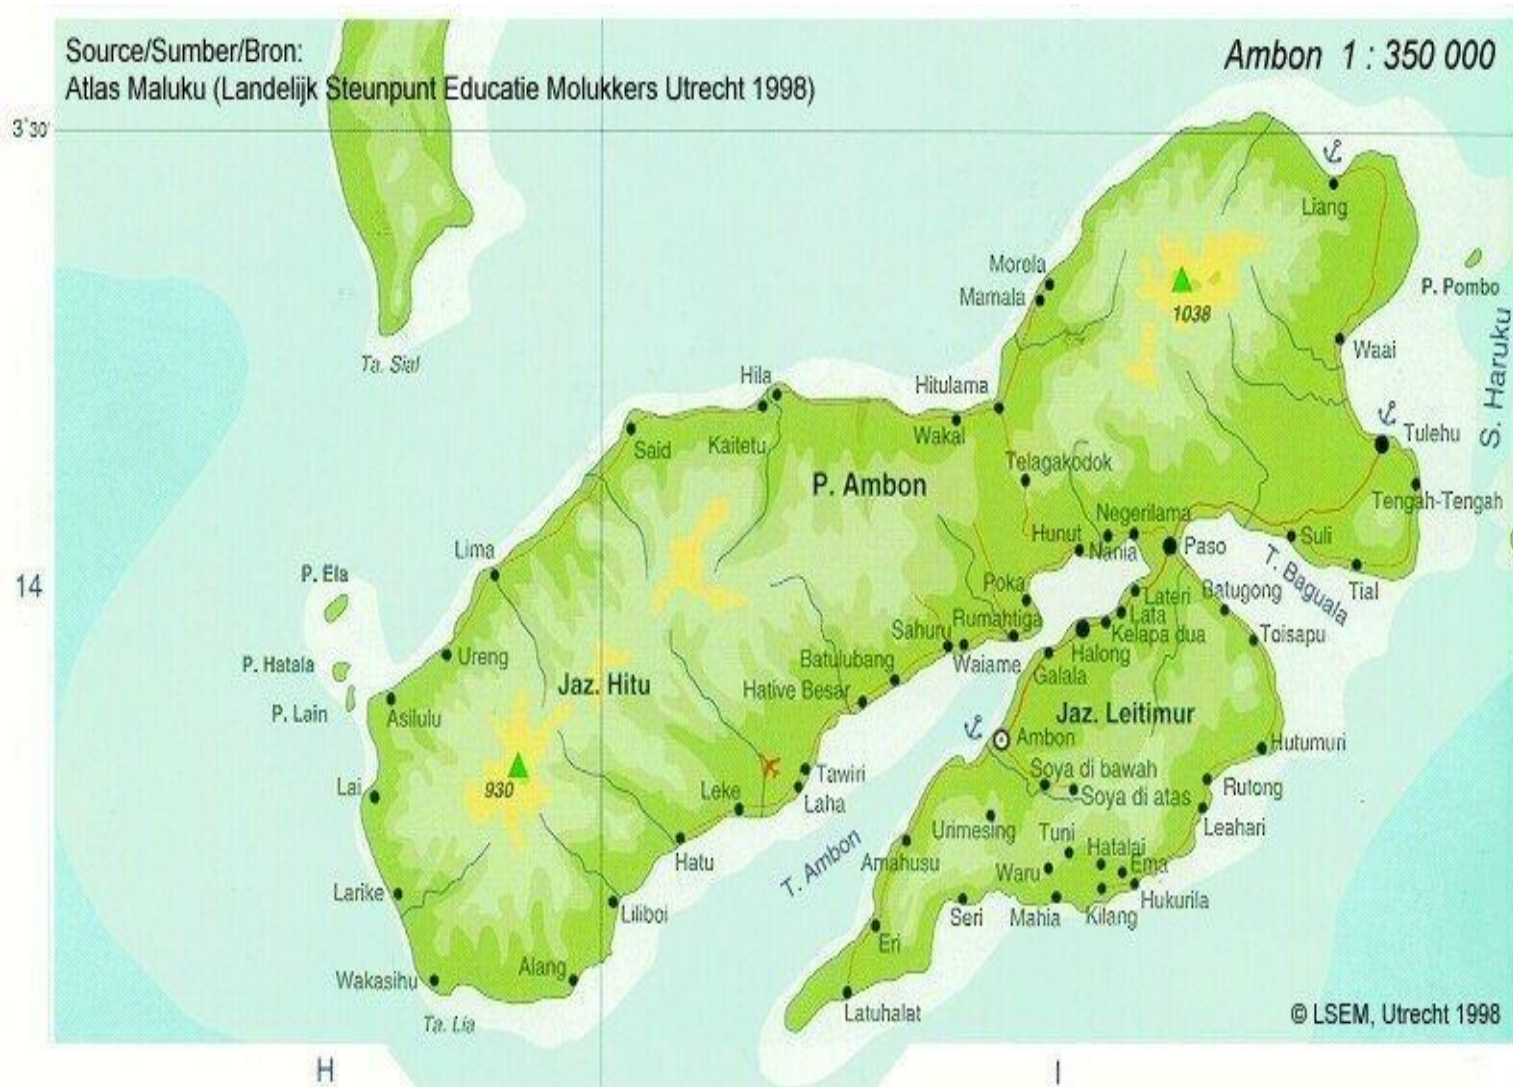 Source/Sumber/Bron:
Atlas Maluku (Landelijk Steunpunt Educatie Molukkers Utrecht 1998)
Ambon 1 : 350 000
3°30'
Liang
Morela
Mamala
P. Pombo
1038
S. Haruku
Waai
Ta. Sial
Hila
Hitulama
Kaitetu
Wakal
Said
Tulehu
Telagakodok
P. Ambon
Tengah-Tengah
Negerilama
Hunut
Nania
Paso
Suli
Lima
T. Baguala
P. Ela
14
Poka
Lateri
Batugong
Tial
Rumahtiga
Lata
Sahuru
Kelapa dua
Toisapu
Ureng
Waiame
Halong
P. Hatala
Batulubang
Galala
Jaz. Hitu
Hative Besar
P. Lain
Asilulu
Jaz. Leitimur
Ambon
Hutumuri
Tawiri
Soya di bawah
Lai
930
Leke
Laha
Soya di atas
Rutong
Urimesing
Leahari
Tuni
Hatalai
Hatu
T. Ambon
Amahusu
Waru
Ema
Larike
Liliboi
Seri
Mahia
Kilang
Hukurila
Eri
Wakasihu
Alang
Latuhalat
Ta. Lia
© LSEM, Utrecht 1998
H
I